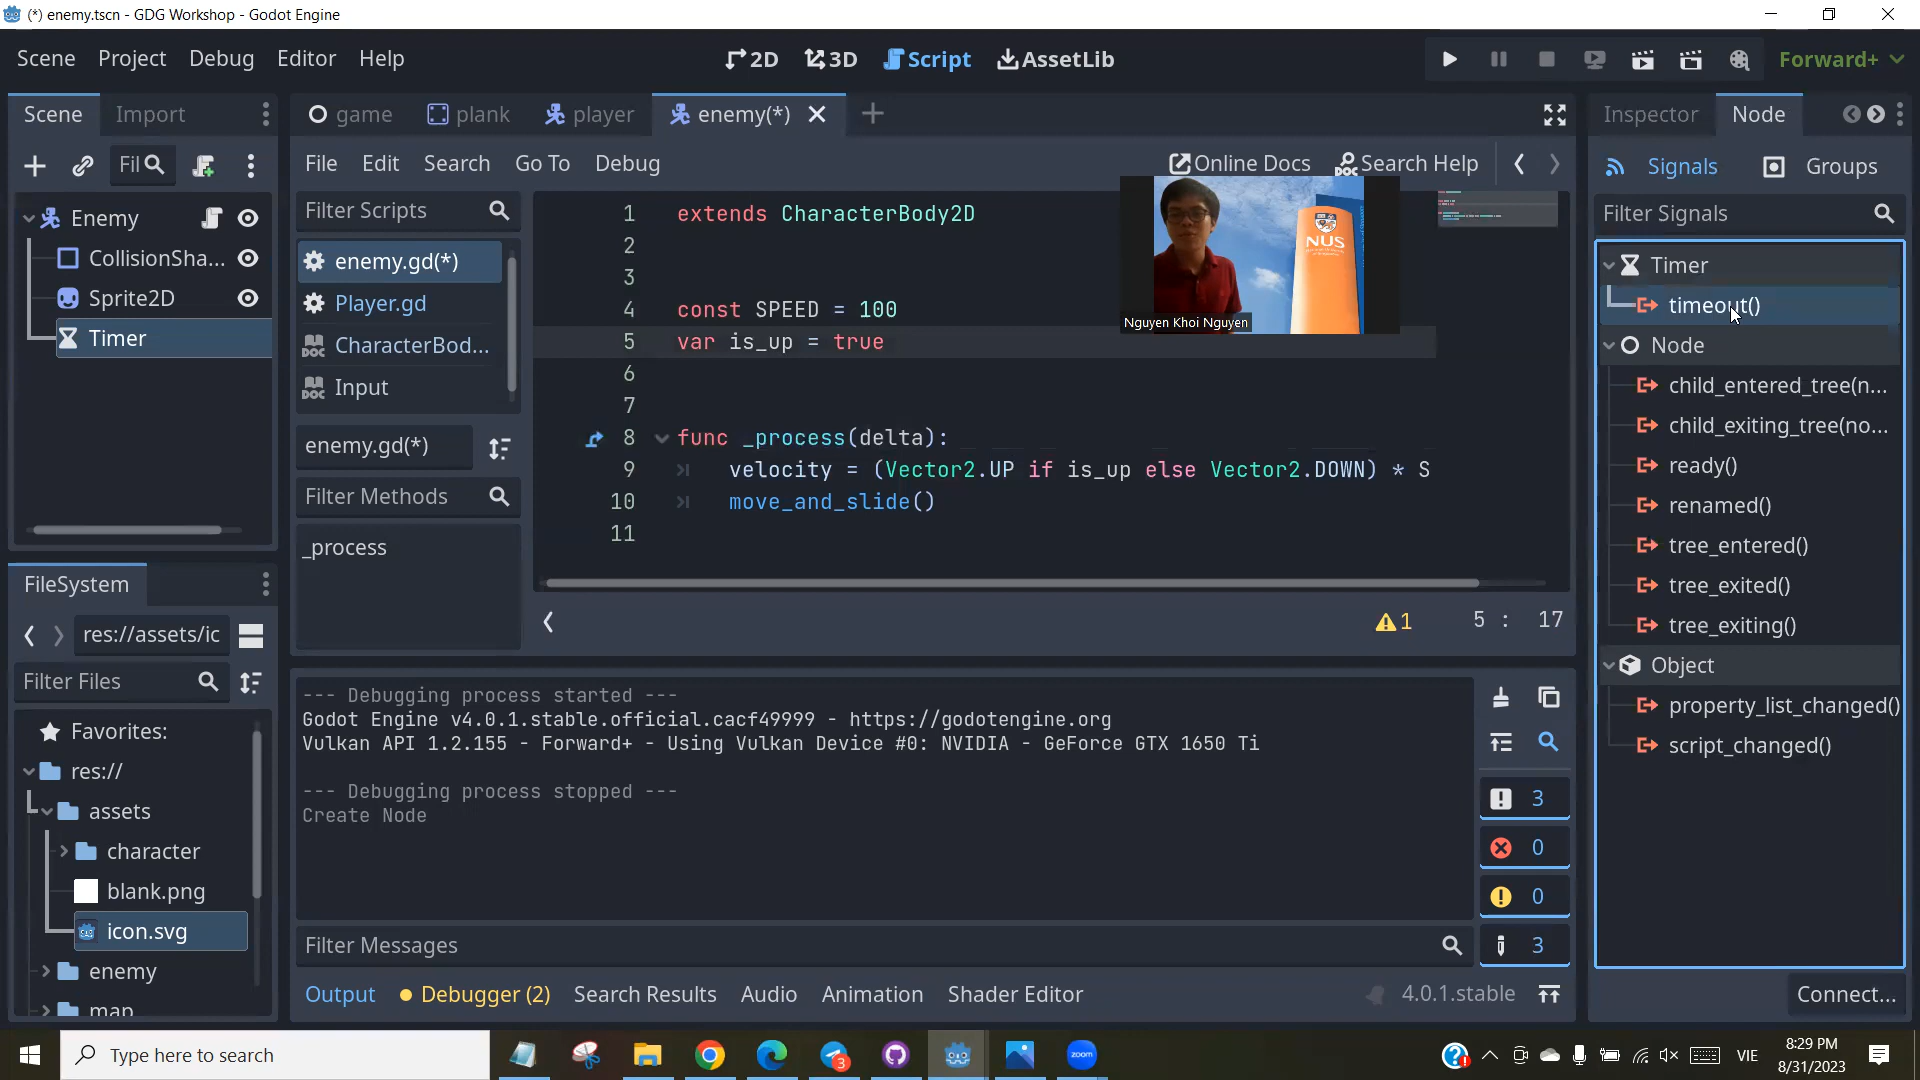 (*) enemy.tscn - GDG Workshop - Godot Engine
Scene Project Debug Editor Help
2D 3D Script AssetLib
Forward+
Scene Import
game plank player enemy(*)
Inspector Node
Fil
File Edit Search Go To Debug
Online Docs Search Help
Signals Groups
Filter Signals
Enemy
CollisionSha...
Sprite2D
Timer
Filter Scripts
enemy.gd(*)
Player.gd
CharacterBod...
Input
enemy.gd(*)
Filter Methods
_process
1 extends CharacterBody2D
2
3
4 const SPEED = 100
5 var is_up = true
6
7
8 func _process(delta):
9 velocity = (Vector2.UP if is_up else Vector2.DOWN) * S
10 move_and_slide()
11
NUS
Nguyen Khoi Nguyen
1 5 : 17
Timer
timeout()
Node
child_entered_tree(n...
child_exiting_tree(no...
ready()
renamed()
tree_entered()
tree_exited()
tree_exiting()
Object
property_list_changed()
script_changed()
Connect...
FileSystem
res://assets/ic
Filter Files
Favorites:
res://
assets
character
blank.png
icon.svg
enemy
map
--- Debugging process started ---
Godot Engine v4.0.1.stable.official.cacf49999 - https://godotengine.org
Vulkan API 1.2.155 - Forward+ - Using Vulkan Device #0: NVIDIA - GeForce GTX 1650 Ti
--- Debugging process stopped ---
Create Node
3
0
0
3
Filter Messages
Output Debugger (2) Search Results Audio Animation Shader Editor
4.0.1.stable
Type here to search
3
zoom
VIE
8:29 PM
8/31/2023